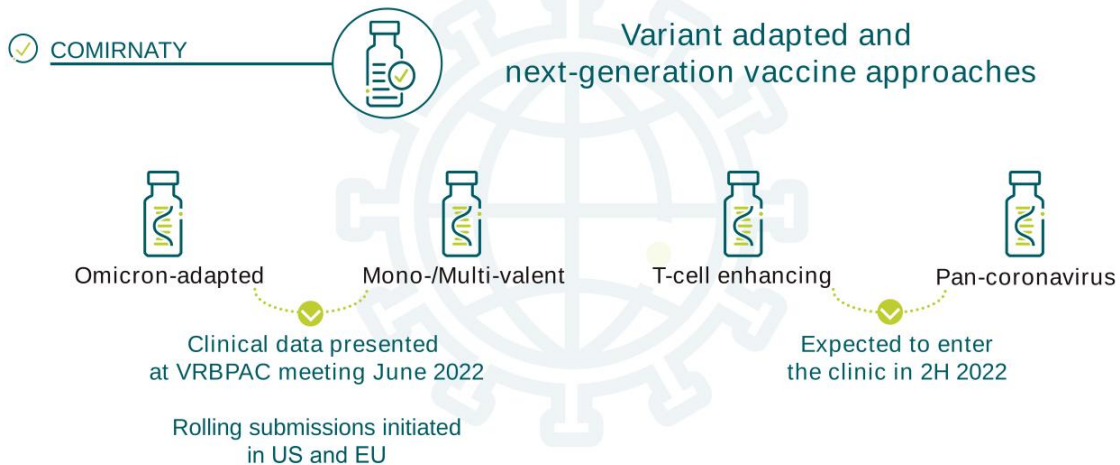 COMIRNATY
Variant adapted and
next-generation vaccine approaches
Omicron-adapted
Mono-/Multi-valent
T-cell enhancing
Pan-coronavirus
Clinical data presented
at VRBPAC meeting June 2022
Rolling submissions initiated
in US and EU
Expected to enter
the clinic in 2H 2022